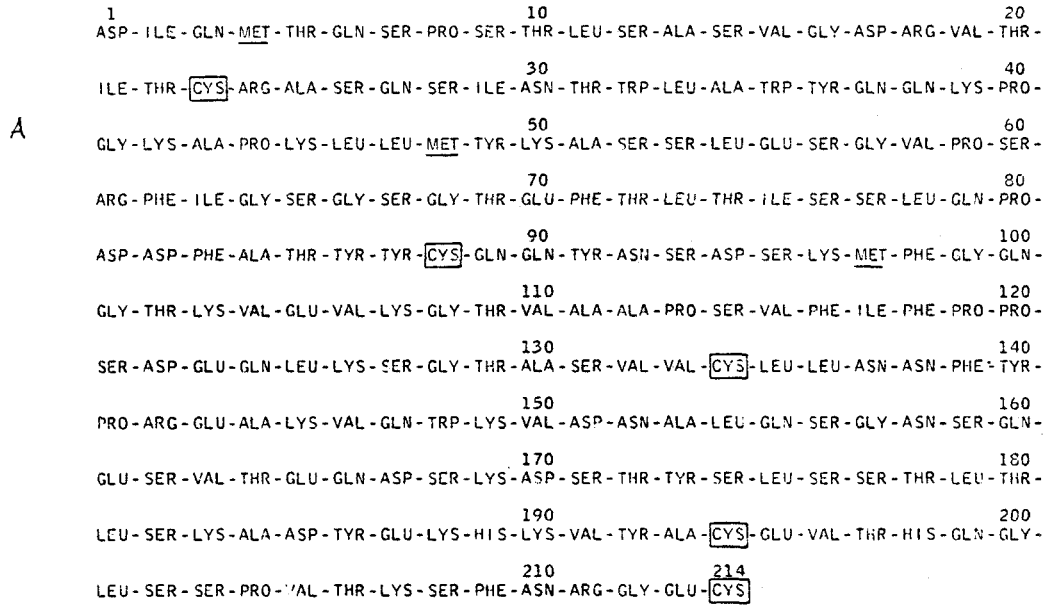 1 10 20
ASP-ILE-GLN-MET-THR-GLN-SER-PRO-SER-THR-LEU-SER-ALA-SER-VAL-GLY-ASP-ARG-VAL-THR-
30 40
ILE-THR-CYS-ARG-ALA-SER-GLN-SER-ILE-ASN-THR-TRP-LEU-ALA-TRP-TYR-GLN-GLN-LYS-PRO-
A
50 60
GLY-LYS-ALA-PRO-LYS-LEU-LEU-MET-TYR-LYS-ALA-SER-SER-LEU-GLU-SER-GLY-VAL-PRO-SER-
70 80
ARG-PHE-ILE-GLY-SER-GLY-SER-GLY-THR-GLU-PHE-THR-LEU-THR-ILE-SER-SER-LEU-GLN-PRO-
90 100
ASP-ASP-PHE-ALA-THR-TYR-TYR-CYS-GLN-GLN-TYR-ASN-SER-ASP-SER-LYS-MET-PHE-GLY-GLN-
110 120
GLY-THR-LYS-VAL-GLU-VAL-LYS-GLY-THR-VAL-ALA-ALA-PRO-SER-VAL-PHE-ILE-PHE-PRO-PRO-
130 140
SER-ASP-GLU-GLN-LEU-LYS-SER-GLY-THR-ALA-SER-VAL-VAL-CYS-LEU-LEU-ASN-ASN-PHE-TYR-
150 160
PRO-ARG-GLU-ALA-LYS-VAL-GLN-TRP-LYS-VAL-ASP-ASN-ALA-LEU-GLN-SER-GLY-ASN-SER-GLN-
170 180
GLU-SER-VAL-THR-GLU-GLN-ASP-SER-LYS-ASP-SER-THR-TYR-SER-LEU-SER-SER-THR-LEU-THR-
190 200
LEU-SER-LYS-ALA-ASP-TYR-GLU-LYS-HIS-LYS-VAL-TYR-ALA-CYS-GLU-VAL-THR-HIS-GLN-GLY-
210 214
LEU-SER-SER-PRO-VAL-THR-LYS-SER-PHE-ASN-ARG-GLY-GLU-CYS